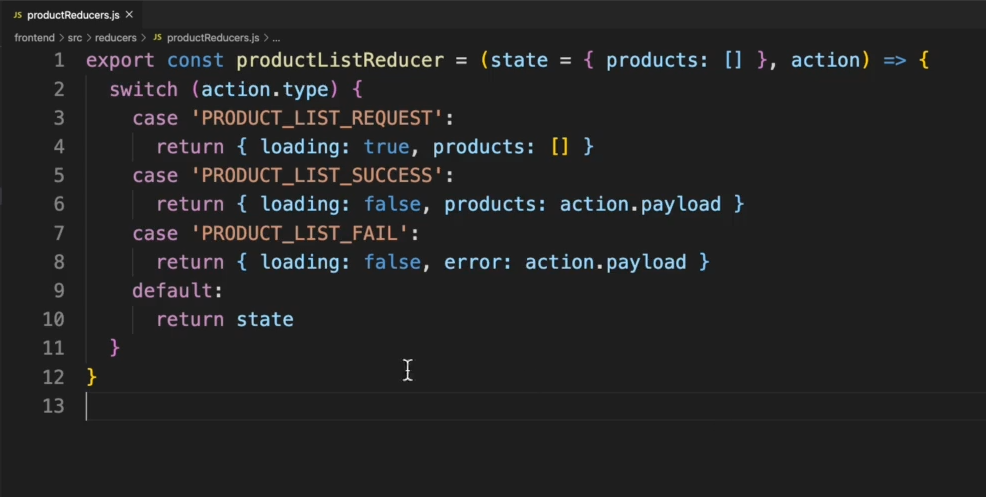 JS productReducers.js ×
frontend > src > reducers > JS productReducers.js > ...
1 export const productListReducer = (state = { products: [] }, action) => {
2 switch (action.type) {
3 case 'PRODUCT_LIST_REQUEST':
4 return { loading: true, products: [] }
5 case 'PRODUCT_LIST_SUCCESS':
6 return { loading: false, products: action.payload }
7 case 'PRODUCT_LIST_FAIL':
8 return { loading: false, error: action.payload }
9 default:
10 return state
11 }
12 }
13